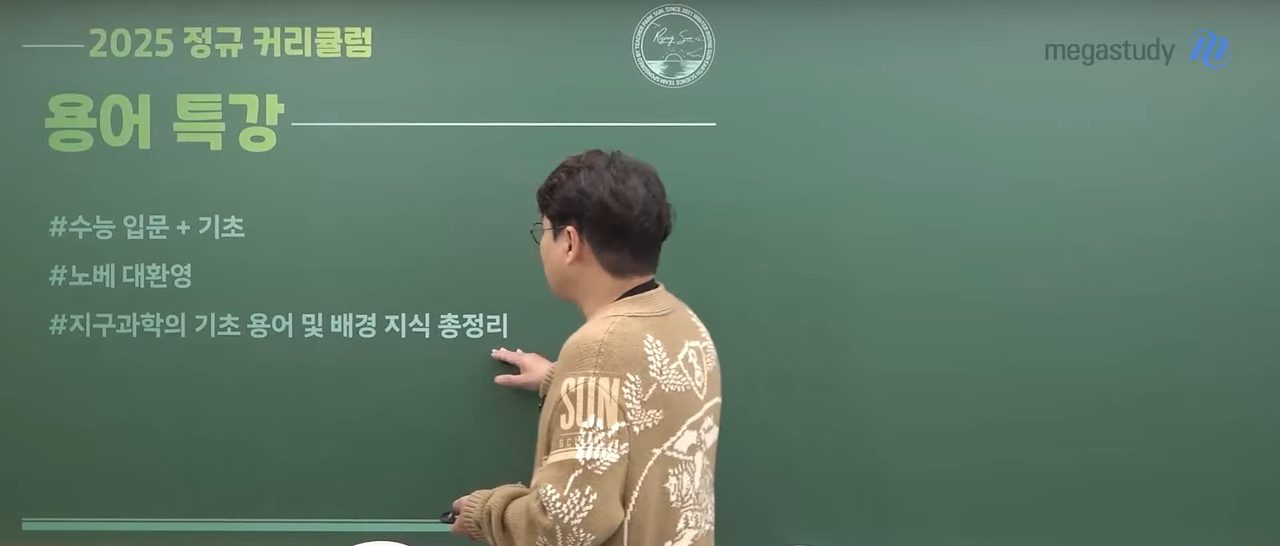 2025 정규 커리큘럼
megastudy
용어 특강
#수능 입문 + 기초
#노베 대환영
#지구과학의 기초 용어 및 배경 지식 총정리
SUN